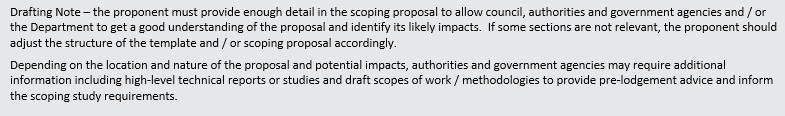 Drafting Note – the proponent must provide enough detail in the scoping proposal to allow council, authorities and government agencies and / or
the Department to get a good understanding of the proposal and identify its likely impacts.  If some sections are not relevant, the proponent should
adjust the structure of the template and / or scoping proposal accordingly.
Depending on the location and nature of the proposal and potential impacts, authorities and government agencies may require additional
information including high-level technical reports or studies and draft scopes of work / methodologies to provide pre-lodgement advice and inform
the scoping study requirements.